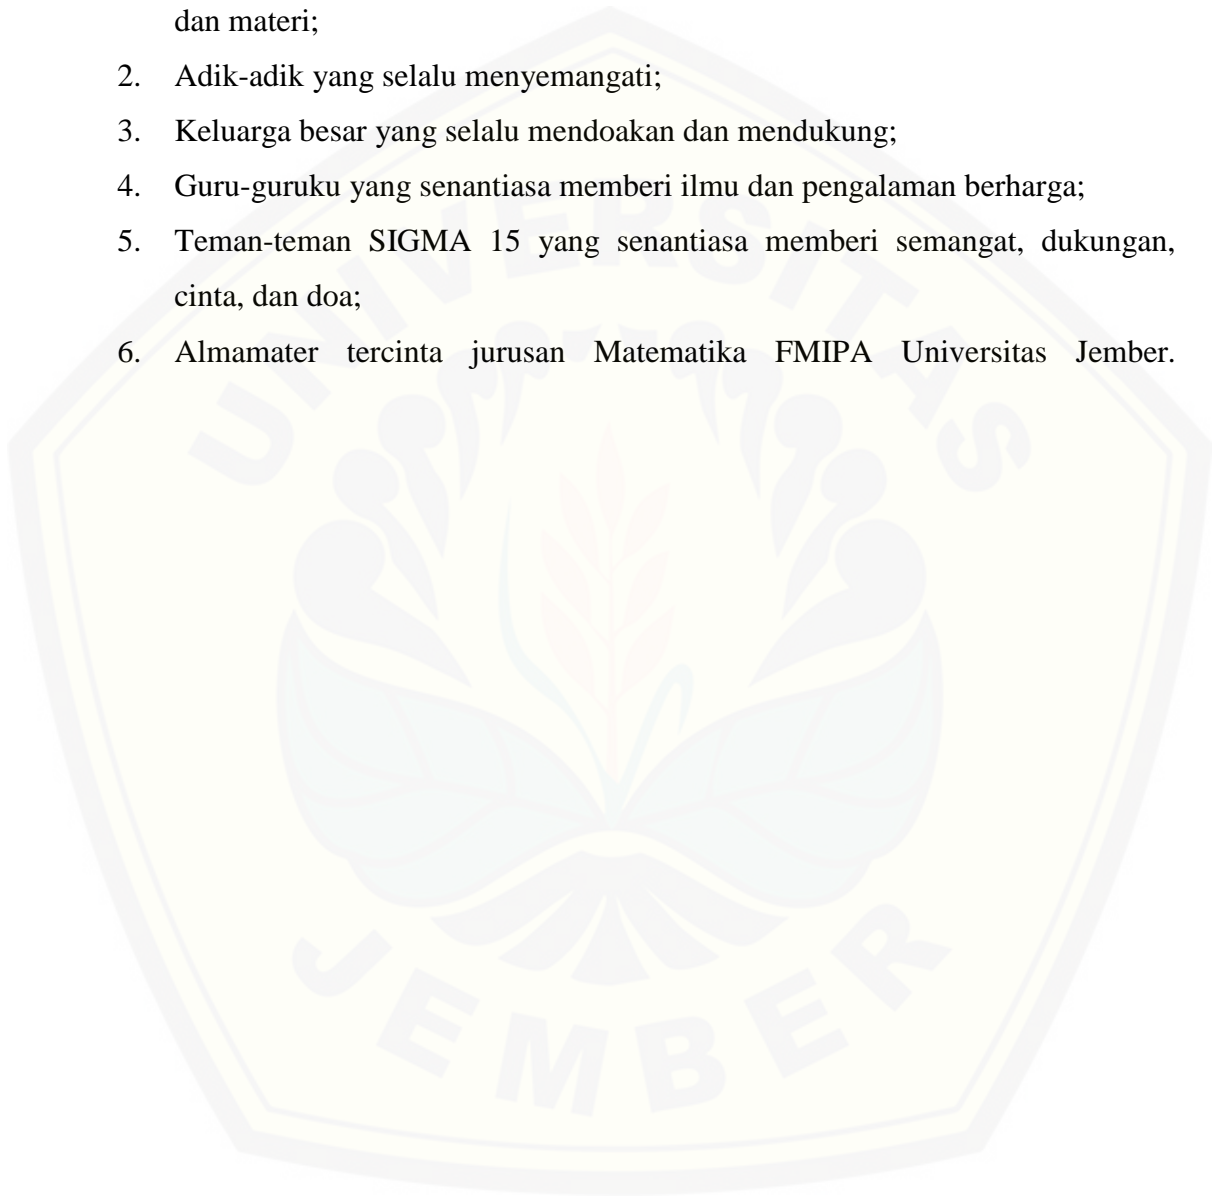 dan materi;
2. Adik-adik yang selalu menyemangati;
3. Keluarga besar yang selalu mendoakan dan mendukung;
4. Guru-guruku yang senantiasa memberi ilmu dan pengalaman berharga;
5. Teman-teman SIGMA 15 yang senantiasa memberi semangat, dukungan,
cinta, dan doa;
6. Almamater tercinta jurusan Matematika FMIPA Universitas Jember.
UNIVERSITAS
JEMBER